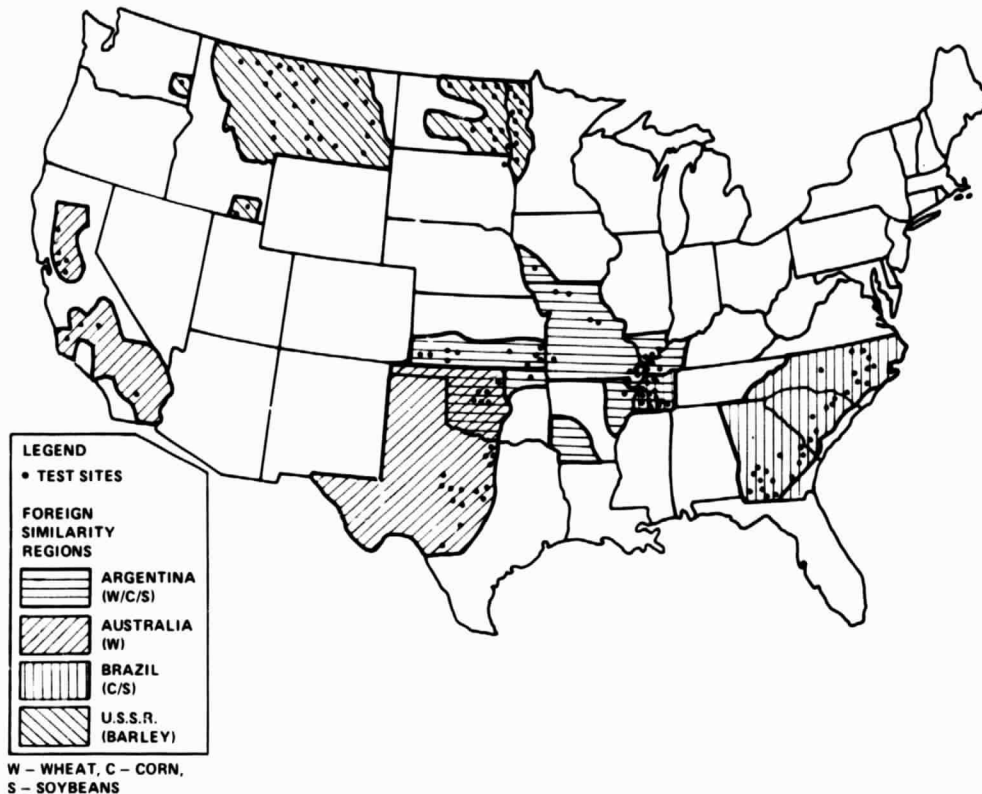 LEGEND
• TEST SITES
FOREIGN
SIMILARITY
REGIONS
ARGENTINA
(W/C/S)
AUSTRALIA
(W)
BRAZIL
(C/S)
U.S.S.R.
(BARLEY)
W – WHEAT, C – CORN,
S – SOYBEANS